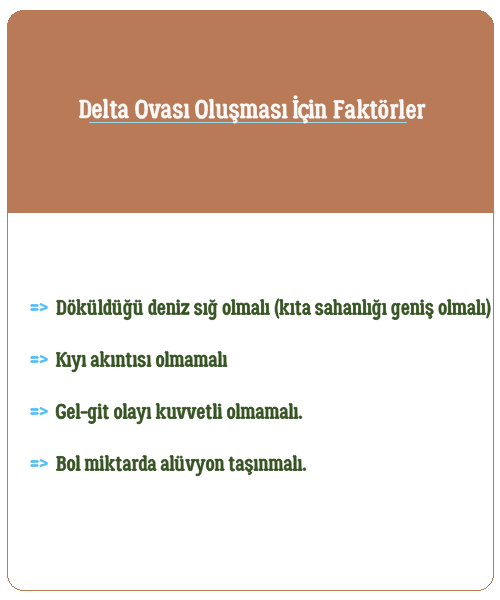 Delta Ovası Oluşması İçin Faktörler
=> Döküldüğü deniz sığ olmalı (kıta sahanlığı geniş olmalı)
=> Kıyı akıntısı olmamalı
=> Gel-git olayı kuvvetli olmamalı.
=> Bol miktarda alüvyon taşınmalı.